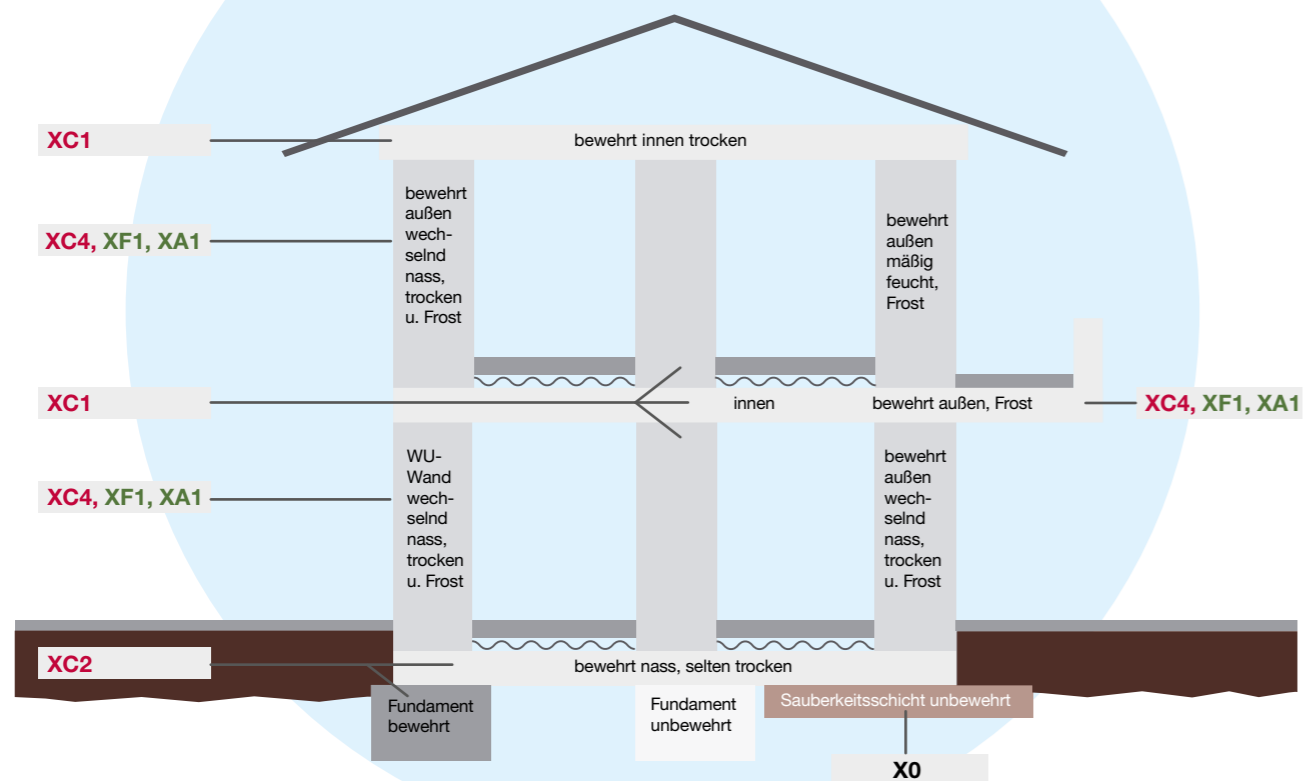 XC1
bewehrt innen trocken
XC4, XF1, XA1
bewehrt
außen
wech-
selnd
nass,
trocken
u. Frost
bewehrt
außen
mäßig
feucht,
Frost
XC1
innen
bewehrt außen, Frost
XC4, XF1, XA1
XC4, XF1, XA1
WU-
Wand
wech-
selnd
nass,
trocken
u. Frost
bewehrt
außen
wech-
selnd
nass,
trocken
u. Frost
XC2
bewehrt nass, selten trocken
Fundament
bewehrt
Fundament
unbewehrt
Sauberkeitsschicht unbewehrt
X0